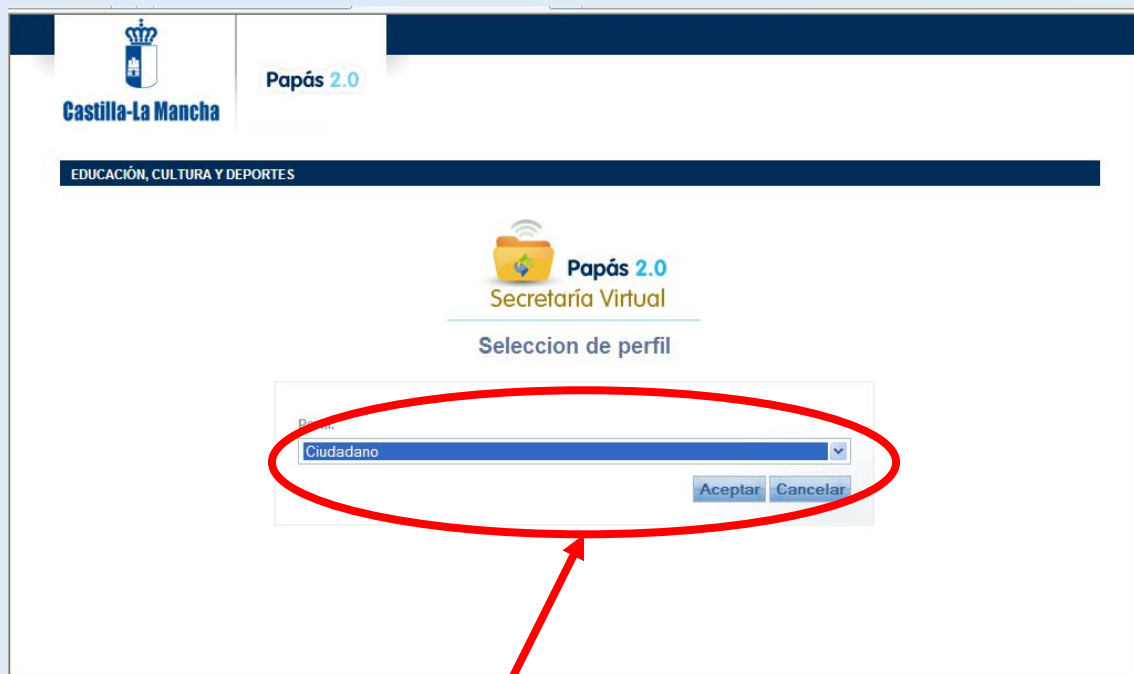 Castilla-La Mancha
Papás 2.0
EDUCACIÓN, CULTURA Y DEPORTES
Papás 2.0
Secretaría Virtual
Seleccion de perfil
Ciudadano
Aceptar Cancelar